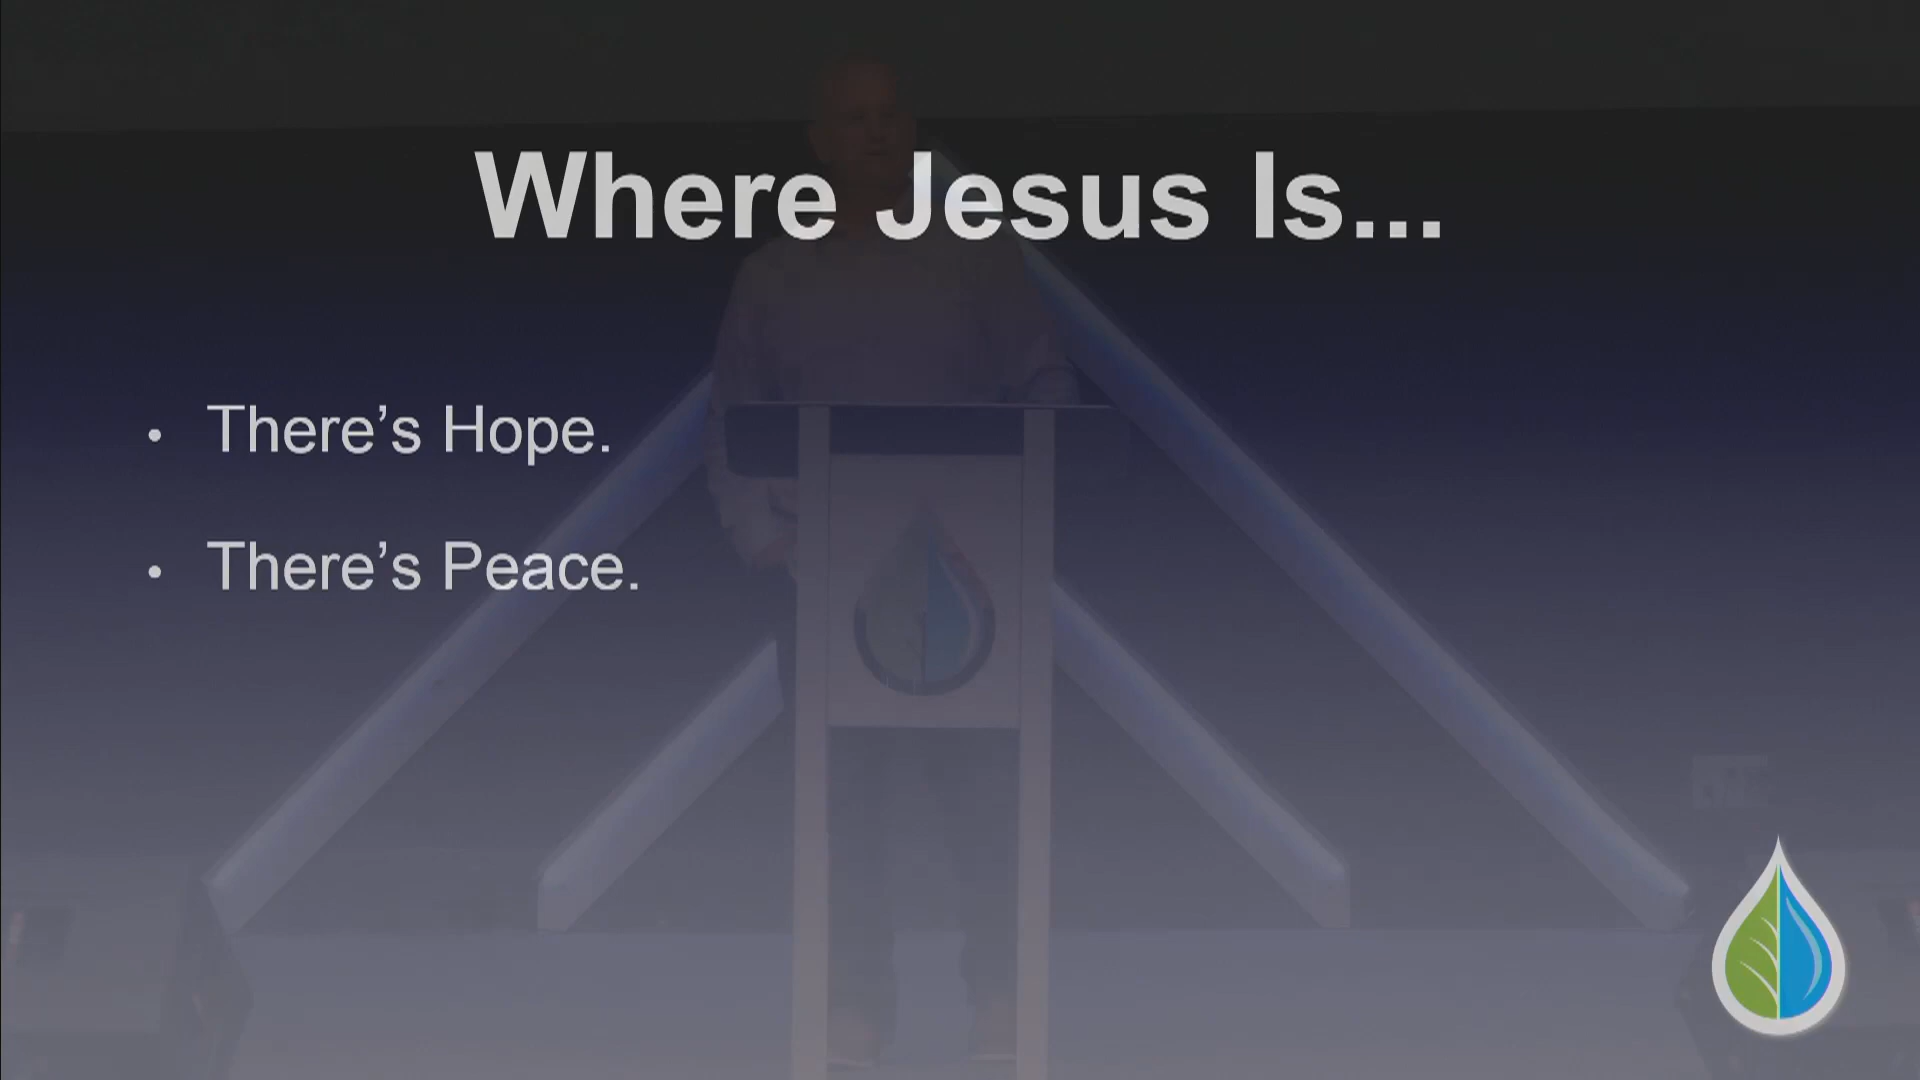 Where Jesus Is...
• There’s Hope.
• There’s Peace.